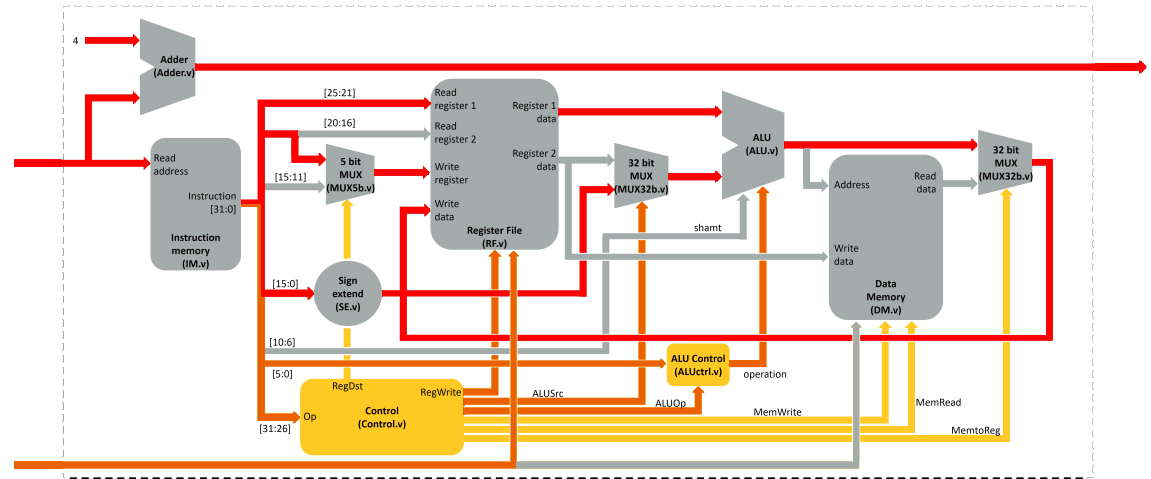 4
Adder
(Adder.v)
[25:21]
Read
register 1
Register 1
data
[20:16]
Read
register 2
ALU
(ALU.v)
Read
address
5 bit
MUX
(MUX5b.v)
Write
register
Register 2
data
32 bit
MUX
(MUX32b.v)
32 bit
MUX
(MUX32b.v)
[15:11]
Address
Read
data
Instruction
[31:0]
Write
data
Register File
(RF.v)
shamt
Instruction
memory
(IM.v)
Write
data
[15:0]
Sign
extend
(SE.v)
Data
Memory
(DM.v)
[10:6]
[5:0]
ALU Control
(ALUctrl.v)
operation
RegDst
RegWrite
ALUSrc
ALUOp
MemRead
Op
Control
(Control.v)
MemWrite
[31:26]
MemtoReg